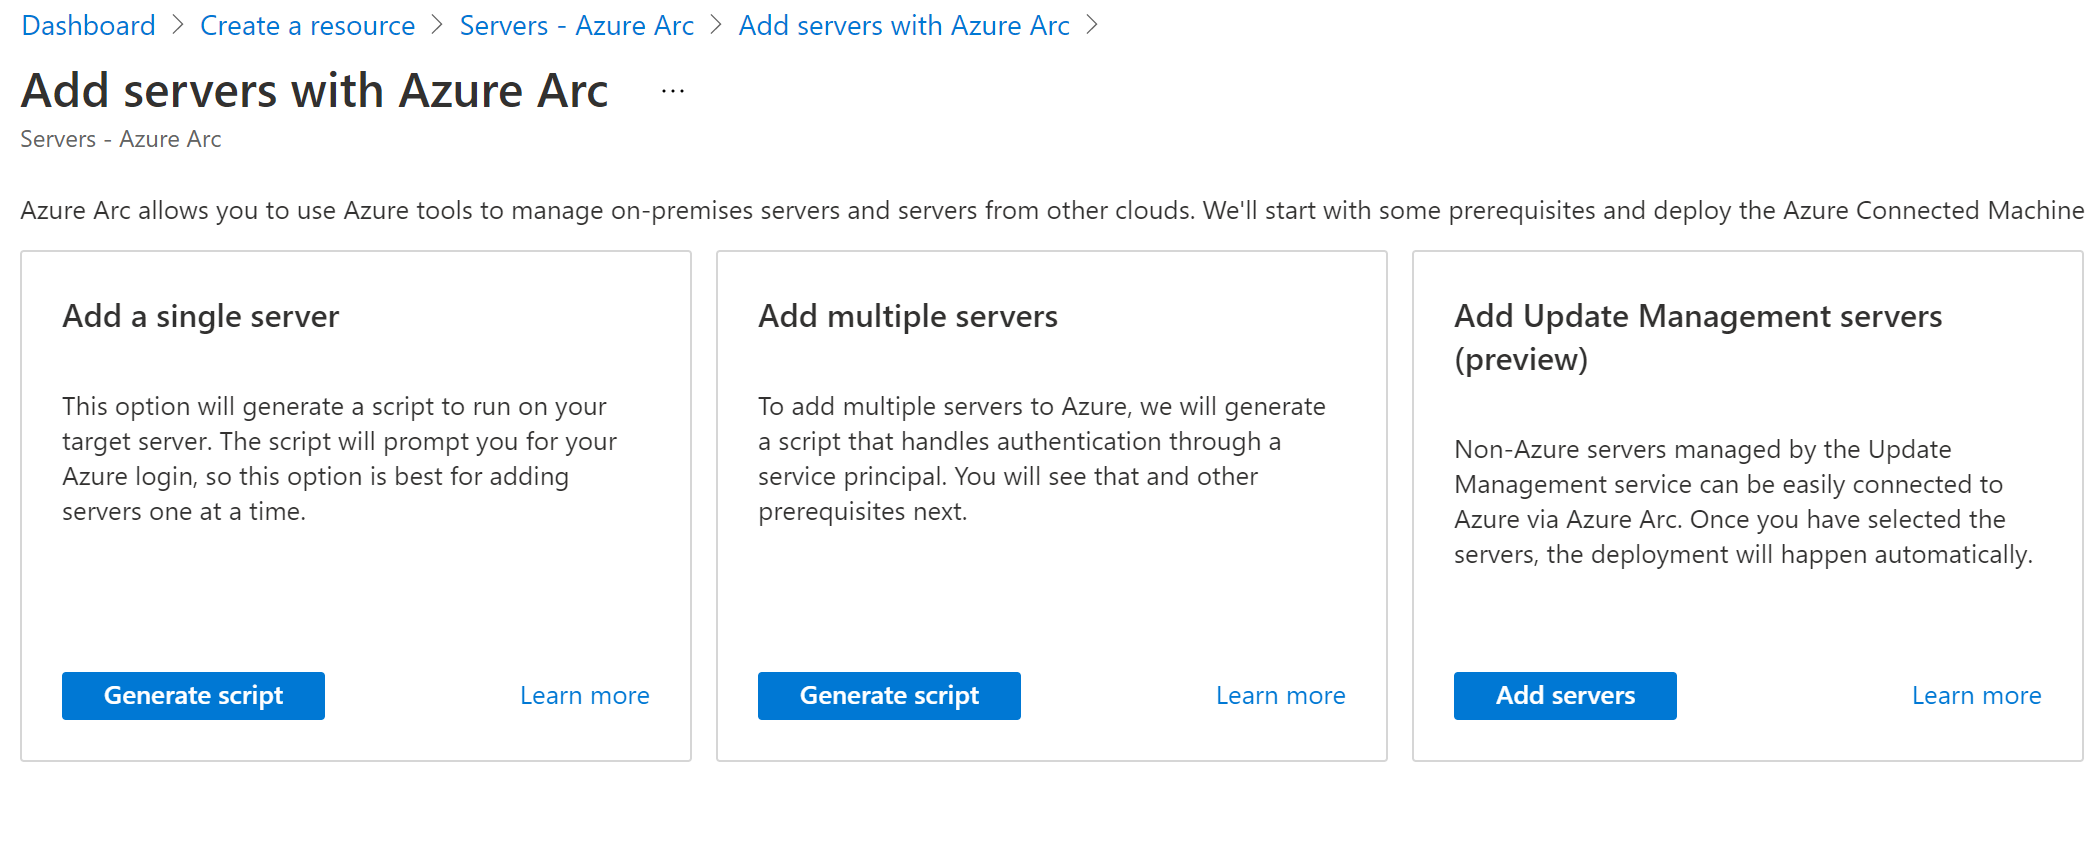 Dashboard > Create a resource > Servers - Azure Arc > Add servers with Azure Arc >
Add servers with Azure Arc ...
Servers - Azure Arc
Azure Arc allows you to use Azure tools to manage on-premises servers and servers from other clouds. We'll start with some prerequisites and deploy the Azure Connected Machine
Add a single server
This option will generate a script to run on your
target server. The script will prompt you for your
Azure login, so this option is best for adding
servers one at a time.
Generate script
Learn more
Add multiple servers
To add multiple servers to Azure, we will generate
a script that handles authentication through a
service principal. You will see that and other
prerequisites next.
Generate script
Learn more
Add Update Management servers
(preview)
Non-Azure servers managed by the Update
Management service can be easily connected to
Azure via Azure Arc. Once you have selected the
servers, the deployment will happen automatically.
Add servers
Learn more